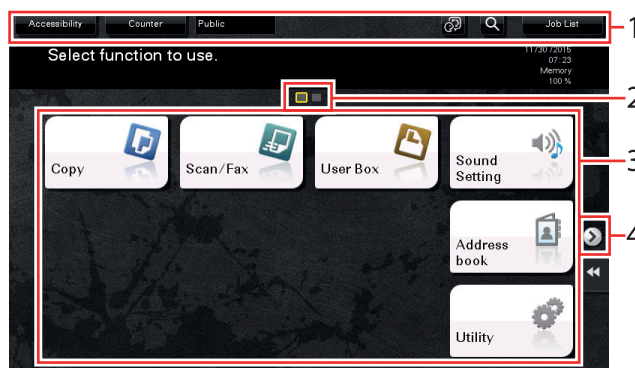 Accessibility Counter Public Job List
1
Select function to use.
11/30/2015
07:23
Memory
100 %
2
Copy Scan/Fax User Box Sound
Setting
3
Address
book
4
Utility